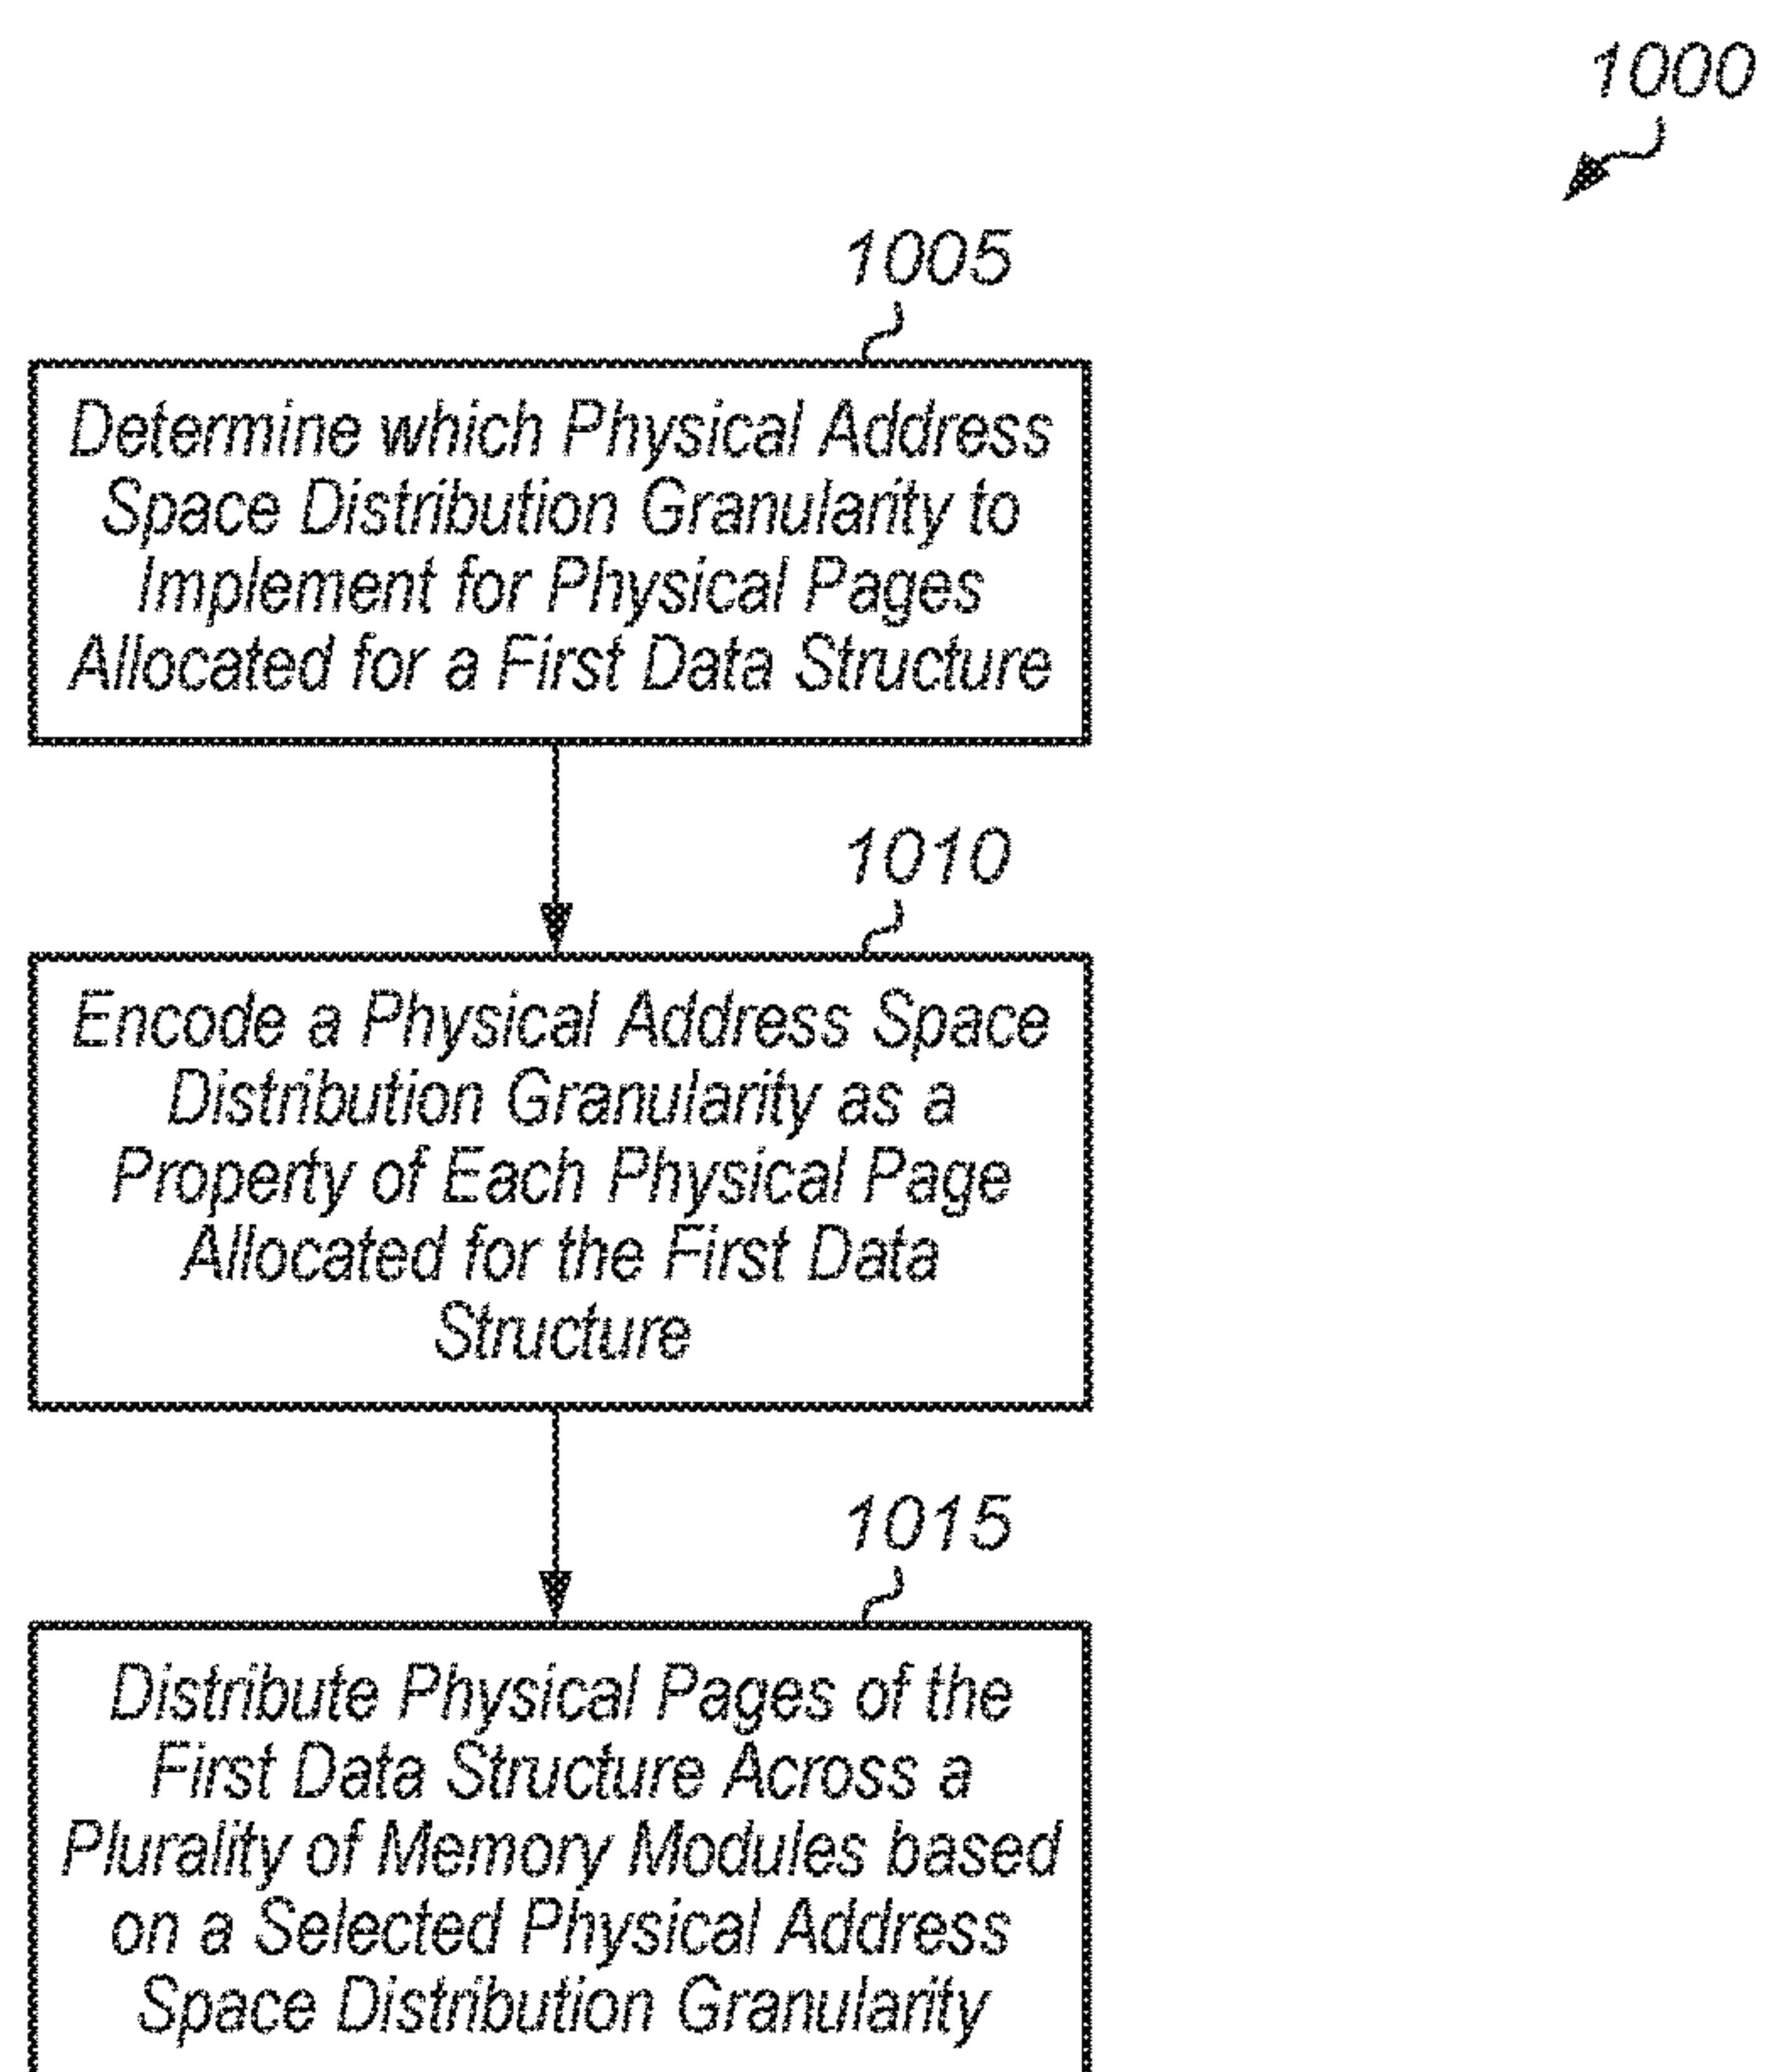 1000
1005
Determine which Physical Address
Space Distribution Granularity to
Implement for Physical Pages
Allocated for a First Data Structure
1010
Encode a Physical Address Space
Distribution Granularity as a
Property of Each Physical Page
Allocated for the First Data
Structure
1015
Distribute Physical Pages of the
First Data Structure Across a
Plurality of Memory Modules based
on a Selected Physical Address
Space Distribution Granularity